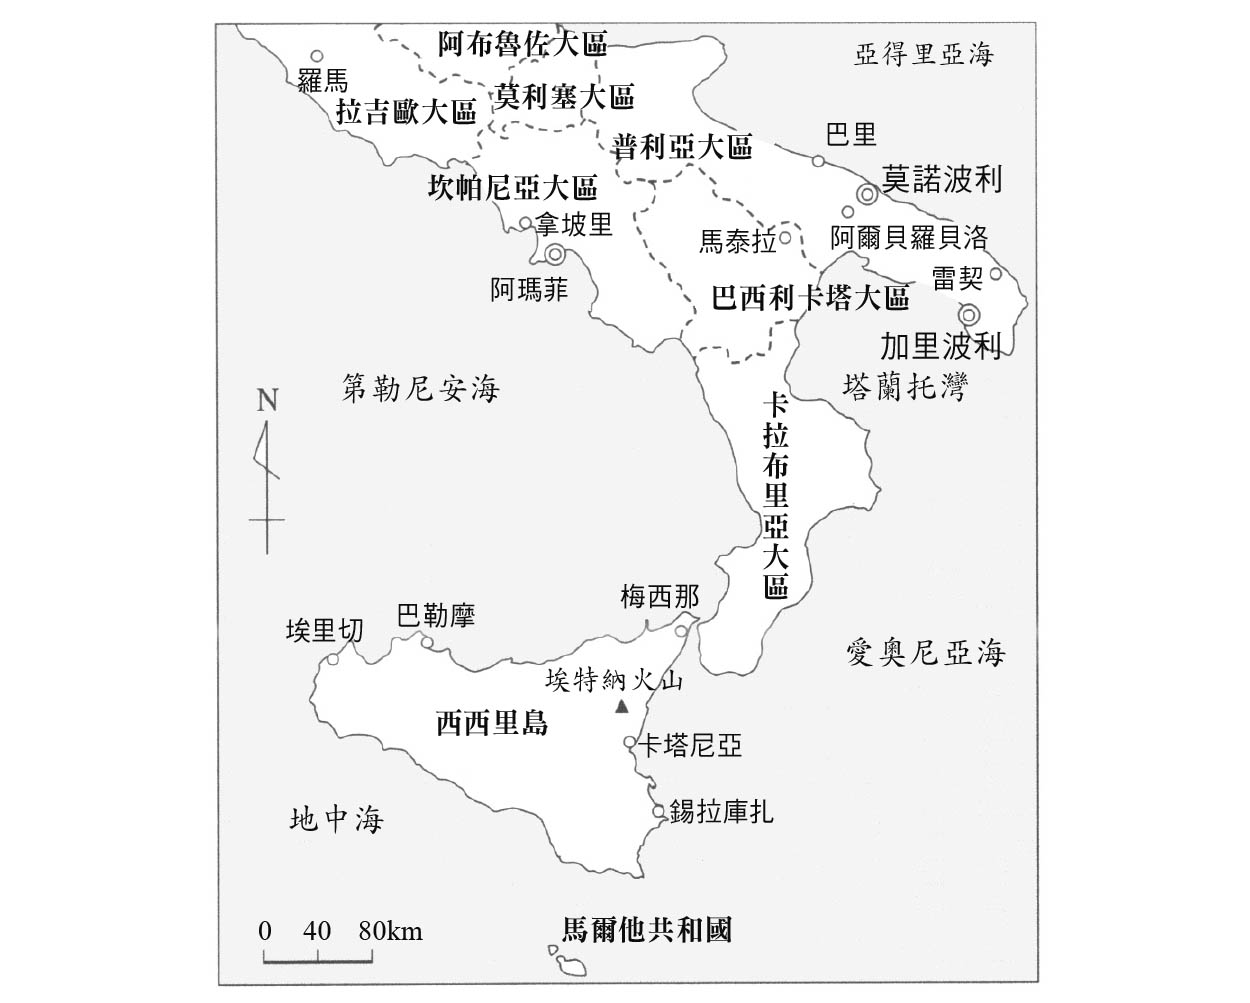 阿布魯佐大區
亞得里亞海
羅馬
莫利塞大區
拉吉歐大區
巴里
普利亞大區
莫諾波利
坎帕尼亞大區
拿坡里
馬泰拉
阿爾貝羅貝洛
雷契
阿瑪菲
巴西利卡塔大區
加里波利
第勒尼安海
塔蘭托灣
N
卡拉布里亞大區
梅西那
巴勒摩
埃里切
愛奧尼亞海
埃特納火山
西西里島
卡塔尼亞
錫拉庫扎
地中海
馬爾他共和國
0 40 80km